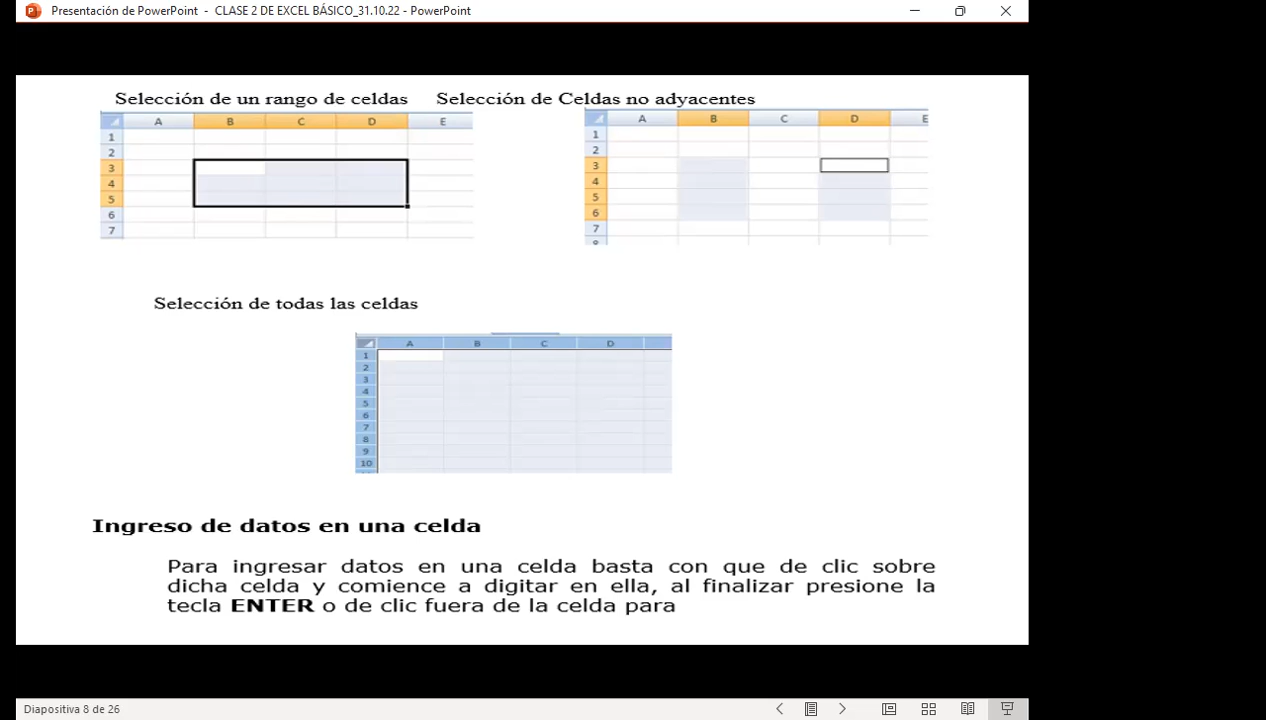 Presentación de PowerPoint - CLASE 2 DE EXCEL BÁSICO_31.10.22 - PowerPoint
Selección de un rango de celdas
Selección de Celdas no adyacentes
A B C D E
1
2
3
4
5
6
7
A B C D E
1
2
3
4
5
6
7
8
Selección de todas las celdas
A B C D
1
2
3
4
5
6
7
8
9
10
Ingreso de datos en una celda
Para ingresar datos en una celda basta con que de clic sobre
dicha celda y comience a digitar en ella, al finalizar presione la
tecla ENTER o de clic fuera de la celda para
Diapositiva 8 de 26